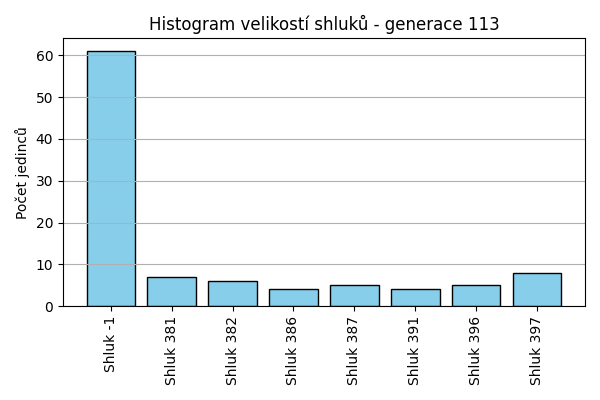 Histogram velikostí shluků - generace 113
Počet jedinců
60
50
40
30
20
10
0
Shluk -1
Shluk 381
Shluk 382
Shluk 386
Shluk 387
Shluk 391
Shluk 396
Shluk 397